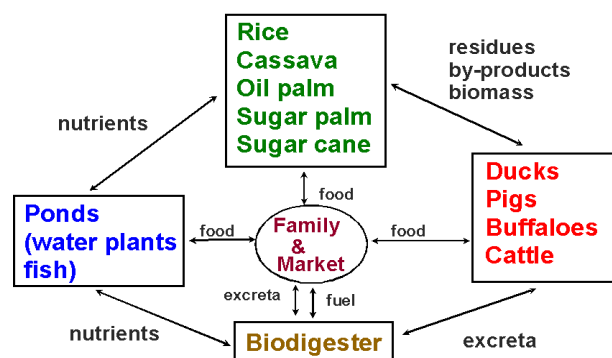 Rice
Cassava
Oil palm
Sugar palm
Sugar cane
residues
by-products
biomass
nutrients
food
Ducks
Pigs
Buffaloes
Cattle
Ponds
(water plants
fish)
food
Family
&
Market
food
excreta
fuel
nutrients
Biodigester
excreta